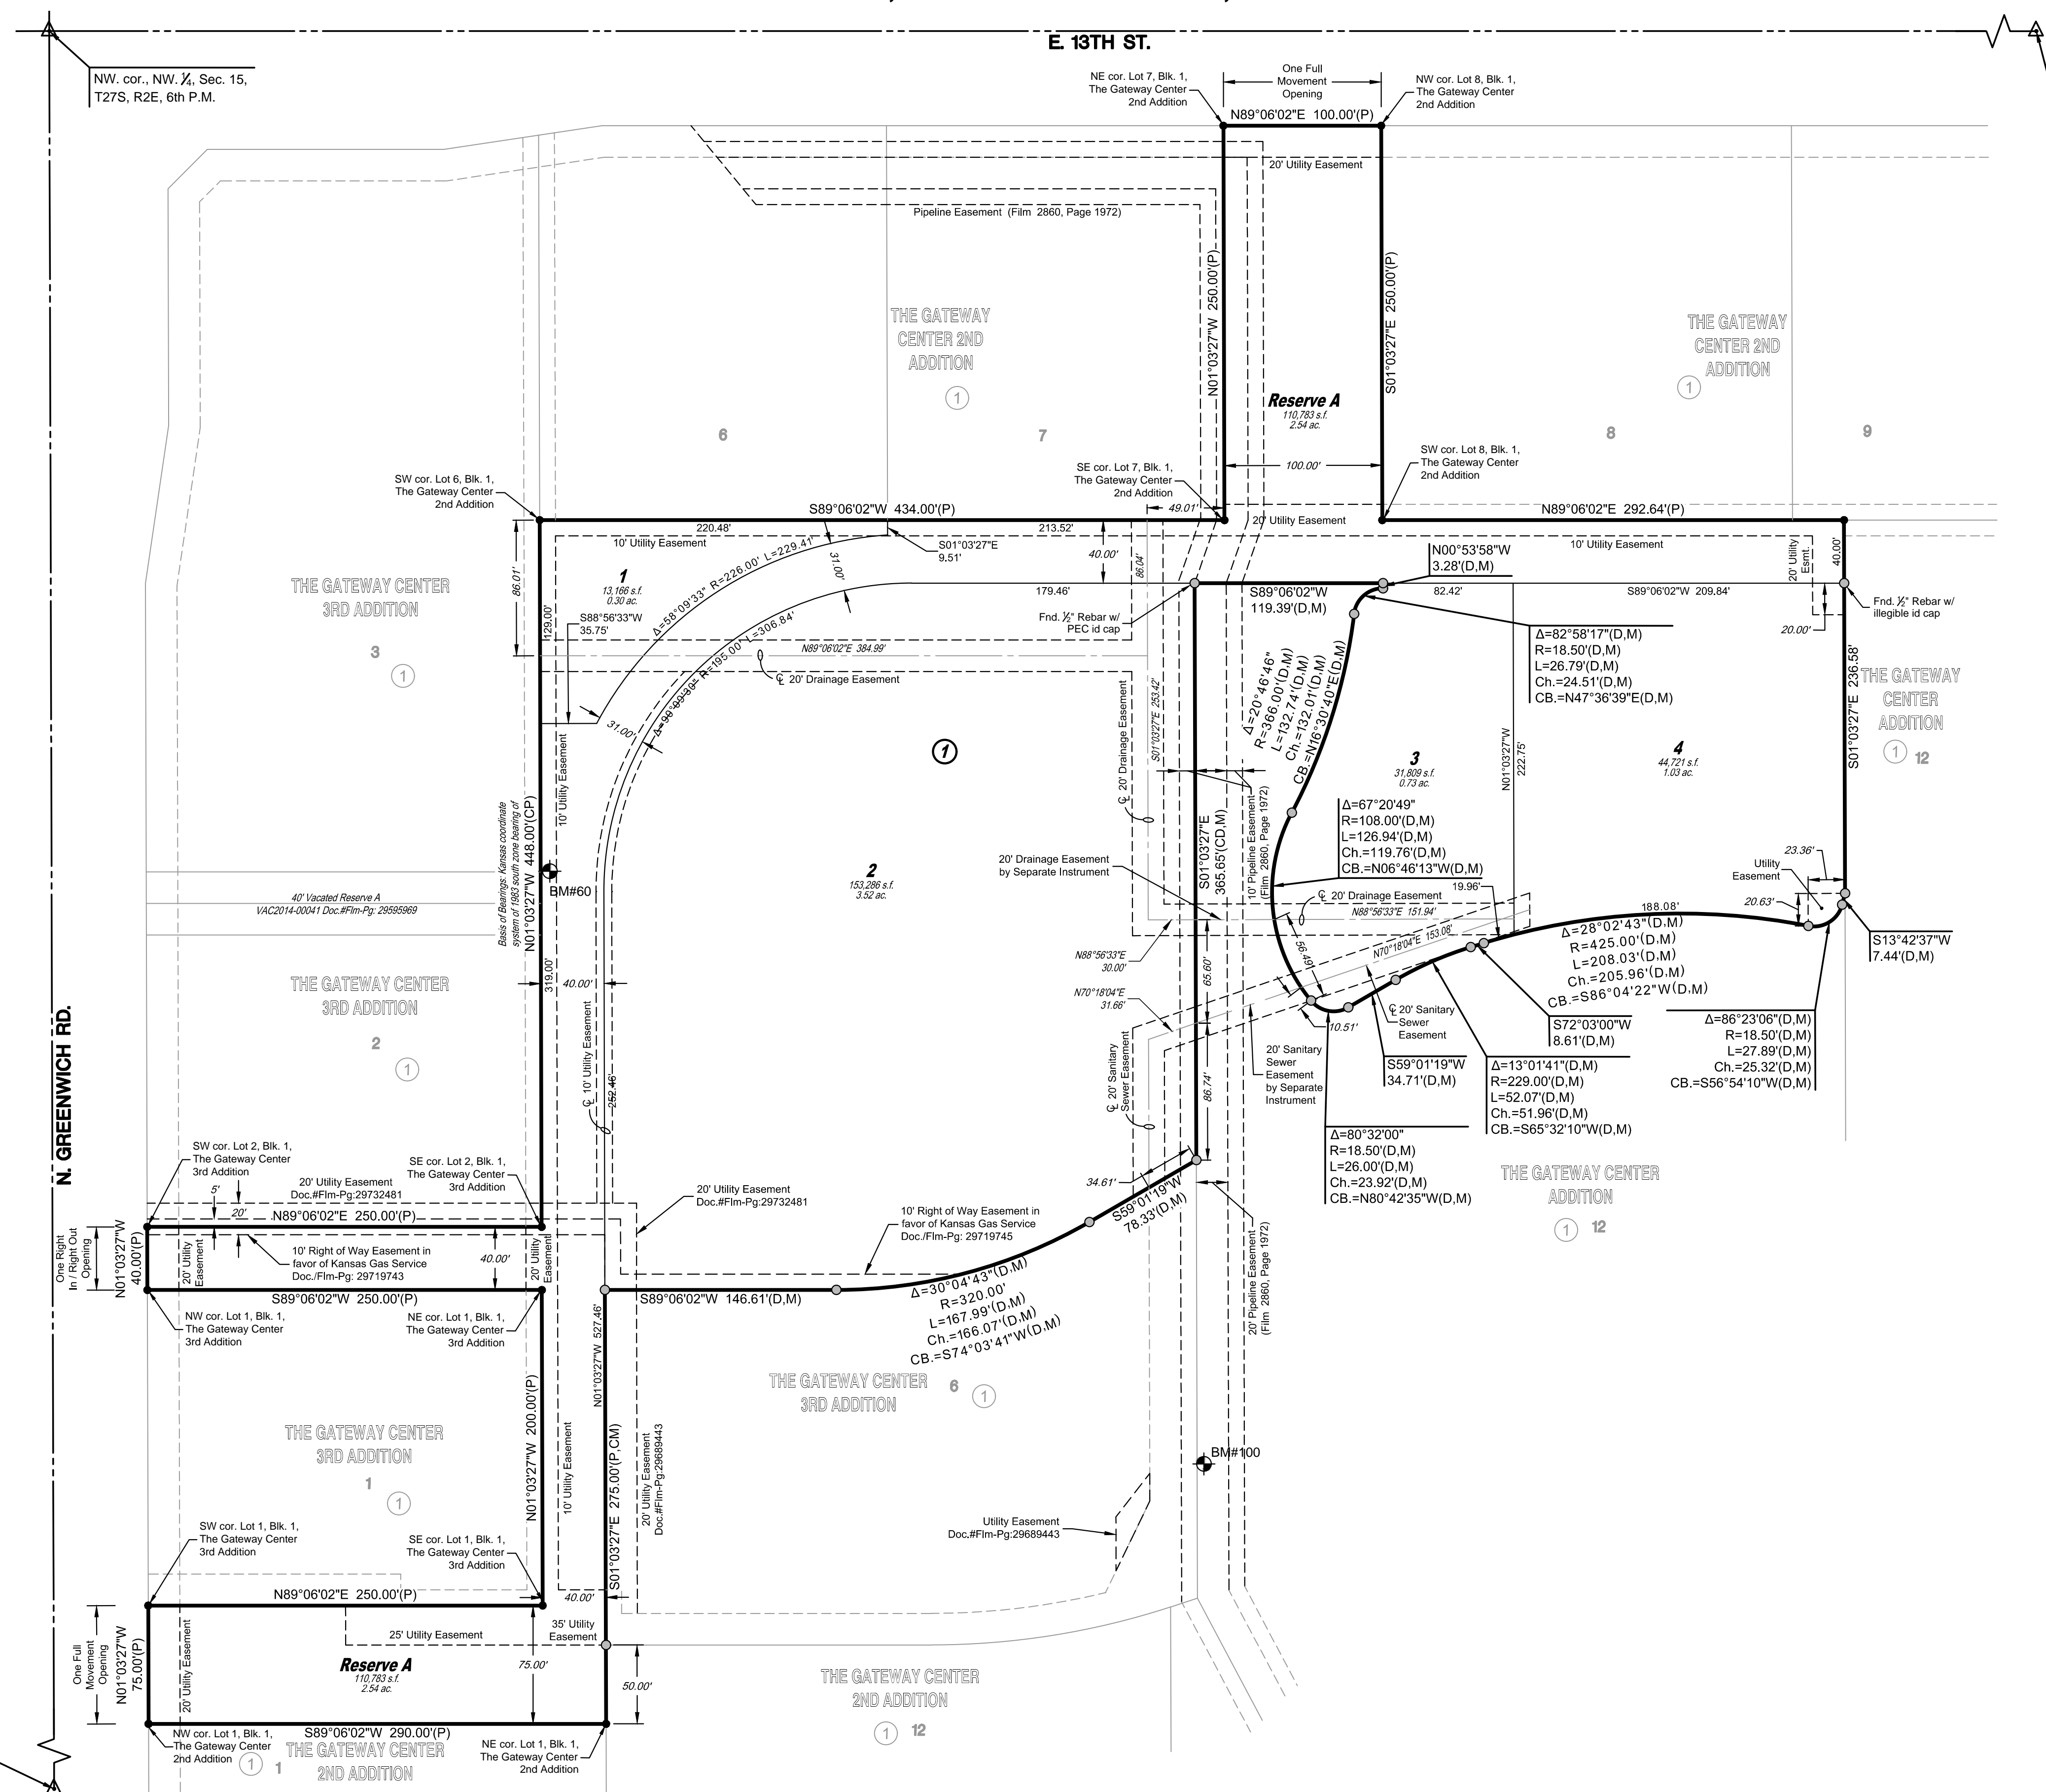 E. 13TH ST.
NW. cor., NW. ¼, Sec. 15,
T27S, R2E, 6th P.M.
NE cor. Lot 7, Blk. 1,
The Gateway Center
2nd Addition
One Full
Movement
Opening
NW cor. Lot 8, Blk. 1,
The Gateway Center
2nd Addition
N89°06'02"E 100.00'(P)
20' Utility Easement
Pipeline Easement (Film 2860, Page 1972)
N01°03'27"W 250.00'(P)
S01°03'27"E 250.00'(P)
THE GATEWAY
CENTER 2ND
ADDITION
1
THE GATEWAY
CENTER 2ND
ADDITION
1
Reserve A
110,783 s.f.
2.54 ac.
6
7
8
9
SW cor. Lot 6, Blk. 1,
The Gateway Center
2nd Addition
SE cor. Lot 7, Blk. 1,
The Gateway Center
2nd Addition
100.00'
SW cor. Lot 8, Blk. 1,
The Gateway Center
2nd Addition
S89°06'02"W 434.00'(P)
49.01'
N89°06'02"E 292.64'(P)
220.48'
213.52'
20' Utility Easement
10' Utility Easement
S01°03'27"E
9.51'
40.00'
86.04'
10' Utility Easement
20' Utility
Esmt.
40.00'
N00°53'58"W
3.28'(D,M)
THE GATEWAY CENTER
3RD ADDITION
3
1
86.01'
129.00'
1
13,166 s.f.
0.30 ac.
S88°56'33"W
35.75'
Δ=58°09'33" R=226.00' L=229.41'
31.00'
31.00'
Δ=90°09'30" R=195.00' L=306.84'
179.46'
Fnd. ½" Rebar w/
PEC id cap
S89°06'02"W
119.39'(D,M)
82.42'
S89°06'02"W 209.84'
Fnd. ½" Rebar w/
illegible id cap
20.00'
N89°06'02"E 384.99'
℄ 20' Drainage Easement
Δ=82°58'17"(D,M)
R=18.50'(D,M)
L=26.79'(D,M)
Ch.=24.51'(D,M)
CB.=N47°36'39"E(D,M)
Δ=20°46'46"
R=366.00'(D,M)
L=132.74'(D,M)
Ch.=132.01'(D,M)
CB.=N16°30'40"E(D,M)
S01°03'27"E 253.42'
℄ 20' Drainage Easement
THE GATEWAY
CENTER
ADDITION
1
12
S01°03'27"E 236.58'
1
3
31,809 s.f.
0.73 ac.
N01°03'27"W
222.75'
4
44,721 s.f.
1.03 ac.
10' Utility Easement
Basis of Bearings: Kansas coordinate
system of 1983 south zone bearing of
N01°03'27"W 448.00'(CP)
BM#60
2
153,286 s.f.
3.52 ac.
S01°03'27"E
365.65'(CD,M)
10' Pipeline Easement
(Film 2860, Page 1972)
Δ=67°20'49"
R=108.00'(D,M)
L=126.94'(D,M)
Ch.=119.76'(D,M)
CB.=N06°46'13"W(D,M)
20' Drainage Easement
by Separate Instrument
40' Vacated Reserve A
VAC2014-00041 Doc.#Flm-Pg: 29595969
℄ 20' Drainage Easement
19.96'
N88°56'33"E 151.94'
23.36'
Utility
Easement
20.63'
188.08'
Δ=28°02'43"(D,M)
R=425.00'(D,M)
L=208.03'(D,M)
Ch.=205.96'(D,M)
CB.=S86°04'22"W(D,M)
S13°42'37"W
7.44'(D,M)
N70°18'04"E 153.08'
56.49'
N88°56'33"E
30.00'
65.60'
N70°18'04"E
31.66'
319.00'
40.00'
THE GATEWAY CENTER
3RD ADDITION
2
1
N. GREENWICH RD.
℄ 20' Sanitary
Sewer
Easement
10.51'
S72°03'00"W
8.61'(D,M)
Δ=86°23'06"(D,M)
R=18.50'(D,M)
L=27.89'(D,M)
Ch.=25.32'(D,M)
CB.=S56°54'10"W(D,M)
20' Sanitary
Sewer
Easement
by Separate
Instrument
S59°01'19"W
34.71'(D,M)
Δ=13°01'41"(D,M)
R=229.00'(D,M)
L=52.07'(D,M)
Ch.=51.96'(D,M)
CB.=S65°32'10"W(D,M)
Δ=80°32'00"
R=18.50'(D,M)
L=26.00'(D,M)
Ch.=23.92'(D,M)
CB.=N80°42'35"W(D,M)
℄ 20' Sanitary
Sewer Easement
86.74'
℄ 10' Utility Easement
252.46'
THE GATEWAY CENTER
ADDITION
1
12
SW cor. Lot 2, Blk. 1,
The Gateway Center
3rd Addition
SE cor. Lot 2, Blk. 1,
The Gateway Center
3rd Addition
20' Utility Easement
Doc.#Flm-Pg:29732481
5'
20'
N89°06'02"E 250.00'(P)
20' Utility Easement
Doc.#Flm-Pg:29732481
34.61'
S59°01'19"W
78.33'(D,M)
10' Right of Way Easement in
favor of Kansas Gas Service
Doc./Flm-Pg: 29719745
One Right
In / Right Out
Opening
N01°03'27"W
40.00'(P)
20' Utility
Easement
10' Right of Way Easement in
favor of Kansas Gas Service
Doc./Flm-Pg: 29719743
40.00'
20' Utility
Easement
S89°06'02"W 250.00'(P)
S89°06'02"W 146.61'(D,M)
Δ=30°04'43"(D,M)
R=320.00'
L=167.99'(D,M)
Ch=166.07'(D,M)
CB.=S74°03'41"W(D,M)
20' Pipeline Easement
(Film 2860, Page 1972)
NW cor. Lot 1, Blk. 1,
The Gateway Center
3rd Addition
NE cor. Lot 1, Blk. 1,
The Gateway Center
3rd Addition
N01°03'27"W 527.46'
THE GATEWAY CENTER
3RD ADDITION
6
1
THE GATEWAY CENTER
3RD ADDITION
1
1
N01°03'27"W 200.00'(P)
10' Utility Easement
S01°03'27"E 275.00'(P,CM)
20' Utility Easement
Doc.#Flm-Pg:29689443
BM#100
Utility Easement
Doc.#Flm-Pg:29689443
SW cor. Lot 1, Blk. 1,
The Gateway Center
3rd Addition
SE cor. Lot 1, Blk. 1,
The Gateway Center
3rd Addition
N89°06'02"E 250.00'(P)
40.00'
One Full
Movement
Opening
N01°03'27"W
75.00'(P)
20' Utility Easement
25' Utility Easement
35' Utility
Easement
Reserve A
110,783 s.f.
2.54 ac.
75.00'
50.00'
S89°06'02"W 290.00'(P)
NW cor. Lot 1, Blk. 1,
The Gateway Center
2nd Addition
1
1
THE GATEWAY CENTER
2ND ADDITION
NE cor. Lot 1, Blk. 1,
The Gateway Center
2nd Addition
THE GATEWAY CENTER
2ND ADDITION
1
12